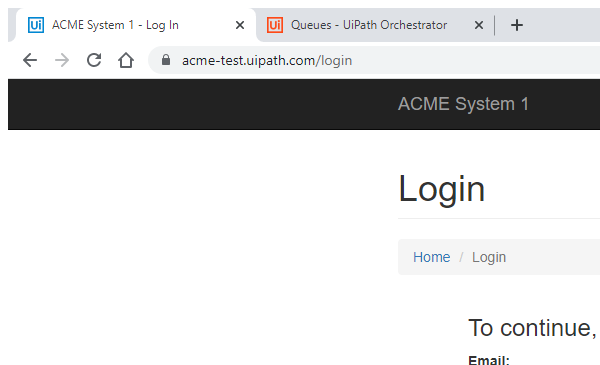 Ui ACME System 1 - Log In Ui Queues - UiPath Orchestrator
acme-test.uipath.com/login
ACME System 1
Login
Home / Login
To continue,
Email: